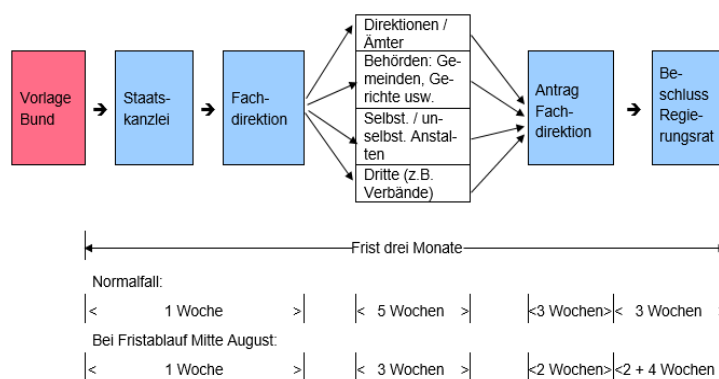 Vorlage
Bund
Staats-
kanzlei
Fach-
direktion
Direktionen /
Ämter
Behörden: Ge-
meinden, Ge-
richte usw.
Selbst. / un-
selbst. Anstal-
ten
Dritte (z.B.
Verbände)
Antrag
Fach-
direktion
Be-
schluss
Regie-
rungsrat
Frist drei Monate
Normalfall:
< 1 Woche > < 5 Wochen > <3 Wochen> < 3 Wochen >
Bei Fristablauf Mitte August:
< 1 Woche > < 3 Wochen > <2 Wochen> <2 + 4 Wochen